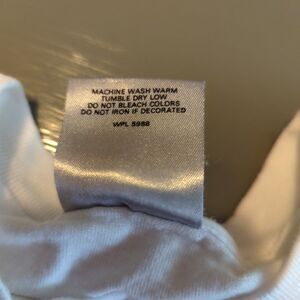 MACHINE WASH WARM
TUMBLE DRY LOW
DO NOT BLEACH COLORS
DO NOT IRON IF DECORATED
WPL 5988